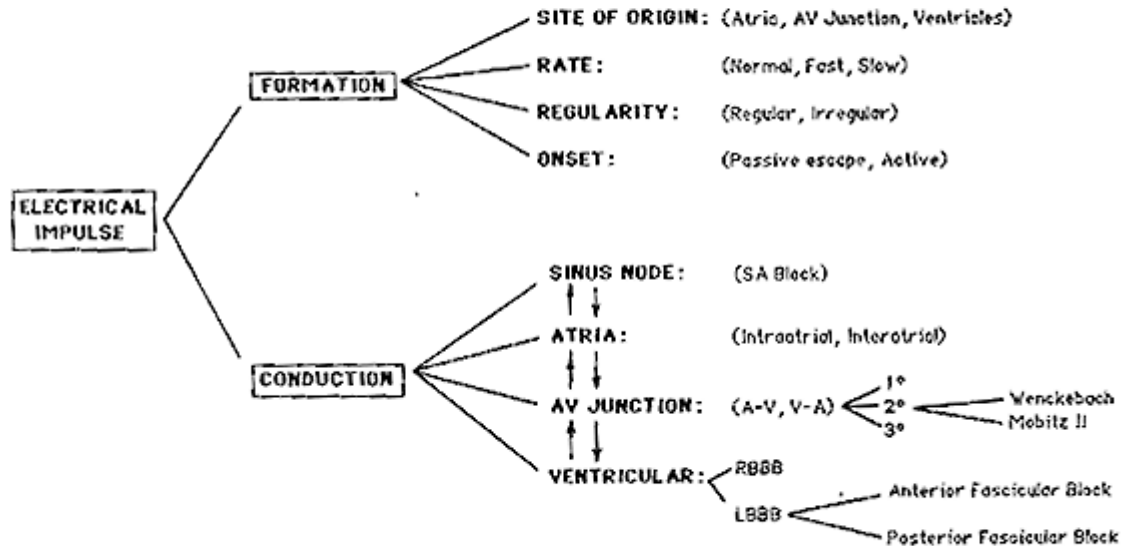 SITE OF ORIGIN: (Atria, AV Junction, Ventricles)
FORMATION
RATE: (Normal, Fast, Slow)
REGULARITY: (Regular, Irregular)
ONSET: (Passive escape, Active)
ELECTRICAL
IMPULSE
SINUS NODE: (SA Block)
ATRIA: (Intraatrial, Interatrial)
CONDUCTION
AV JUNCTION: (A-V, V-A)
1°
2°
3°
Wenckebach
Mobitz II
VENTRICULAR:
RBBB
LBBB
Anterior Fascicular Block
Posterior Fascicular Block